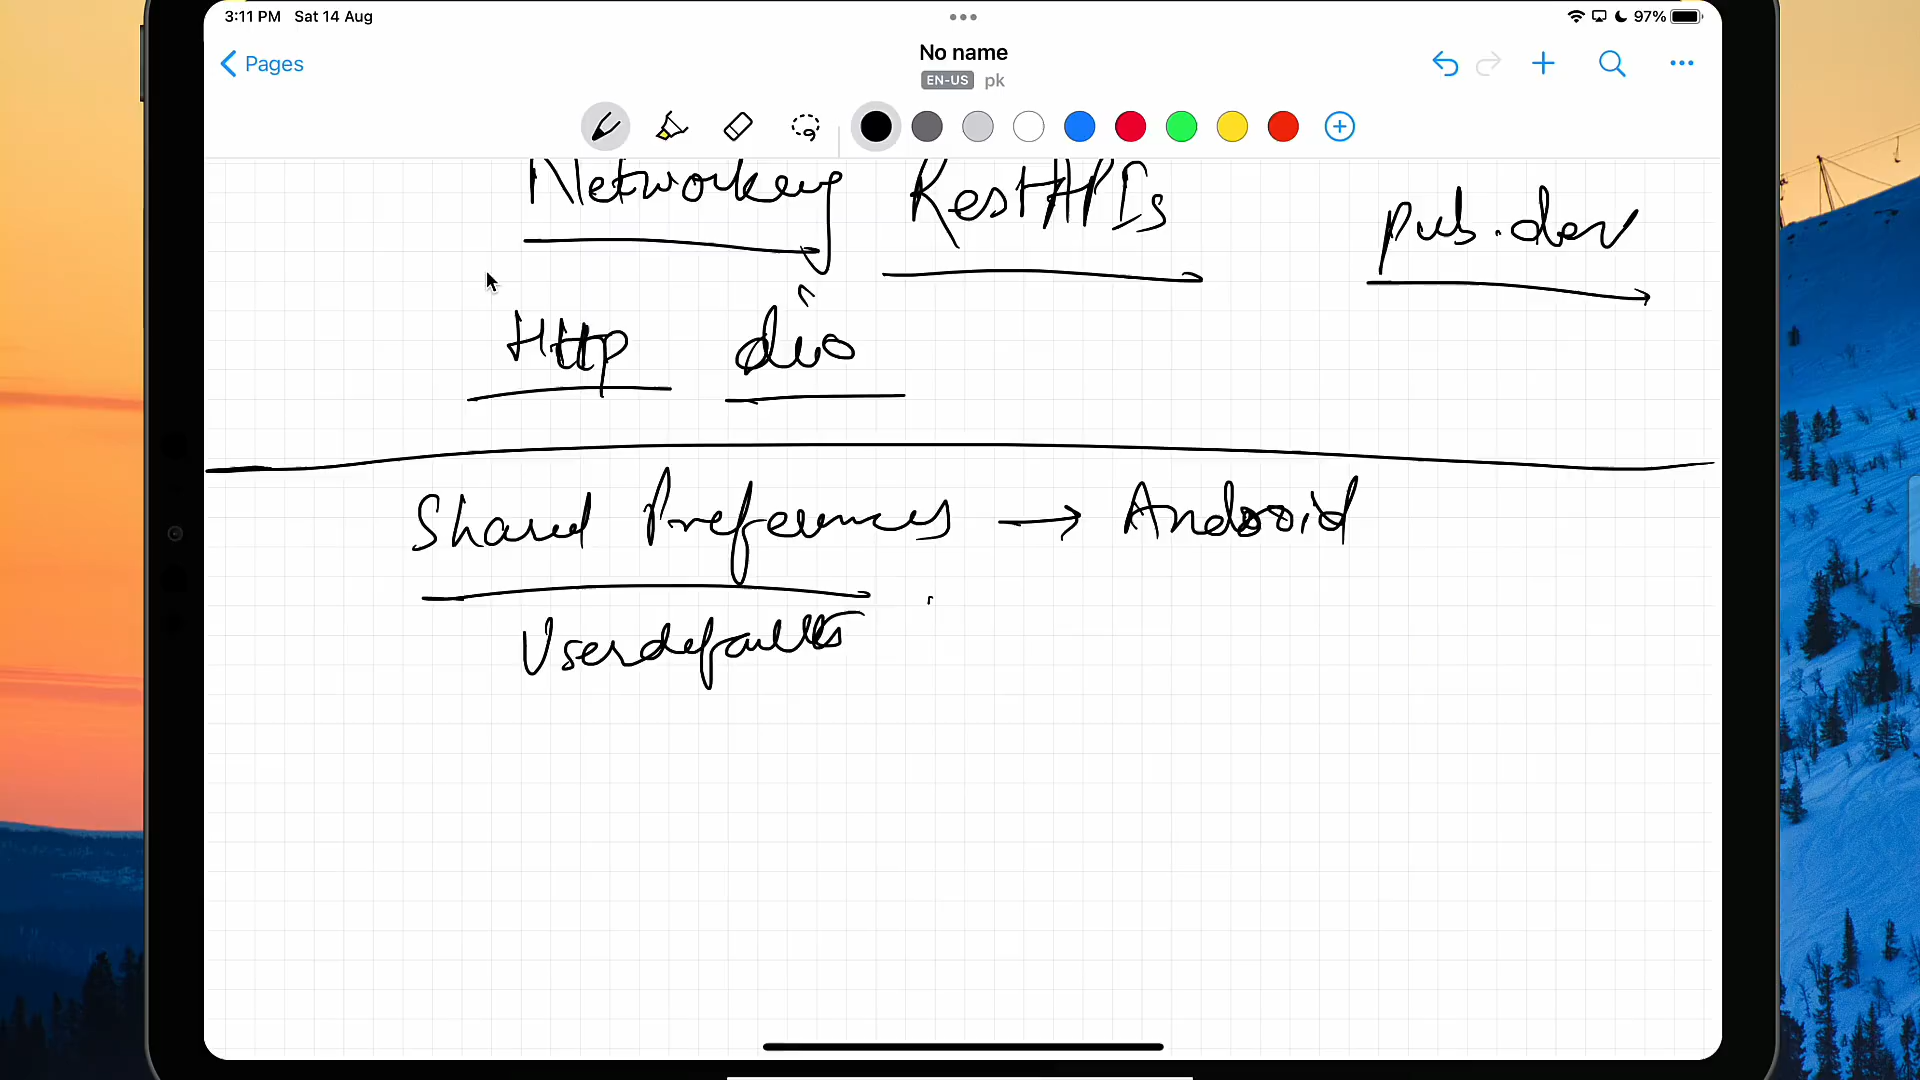 3:11 PM Sat 14 Aug
97%
Pages
No name
EN-US pk
Networking RestAPIs pub.dev
Http dio
Shared Preferences → Android
Userdefaults